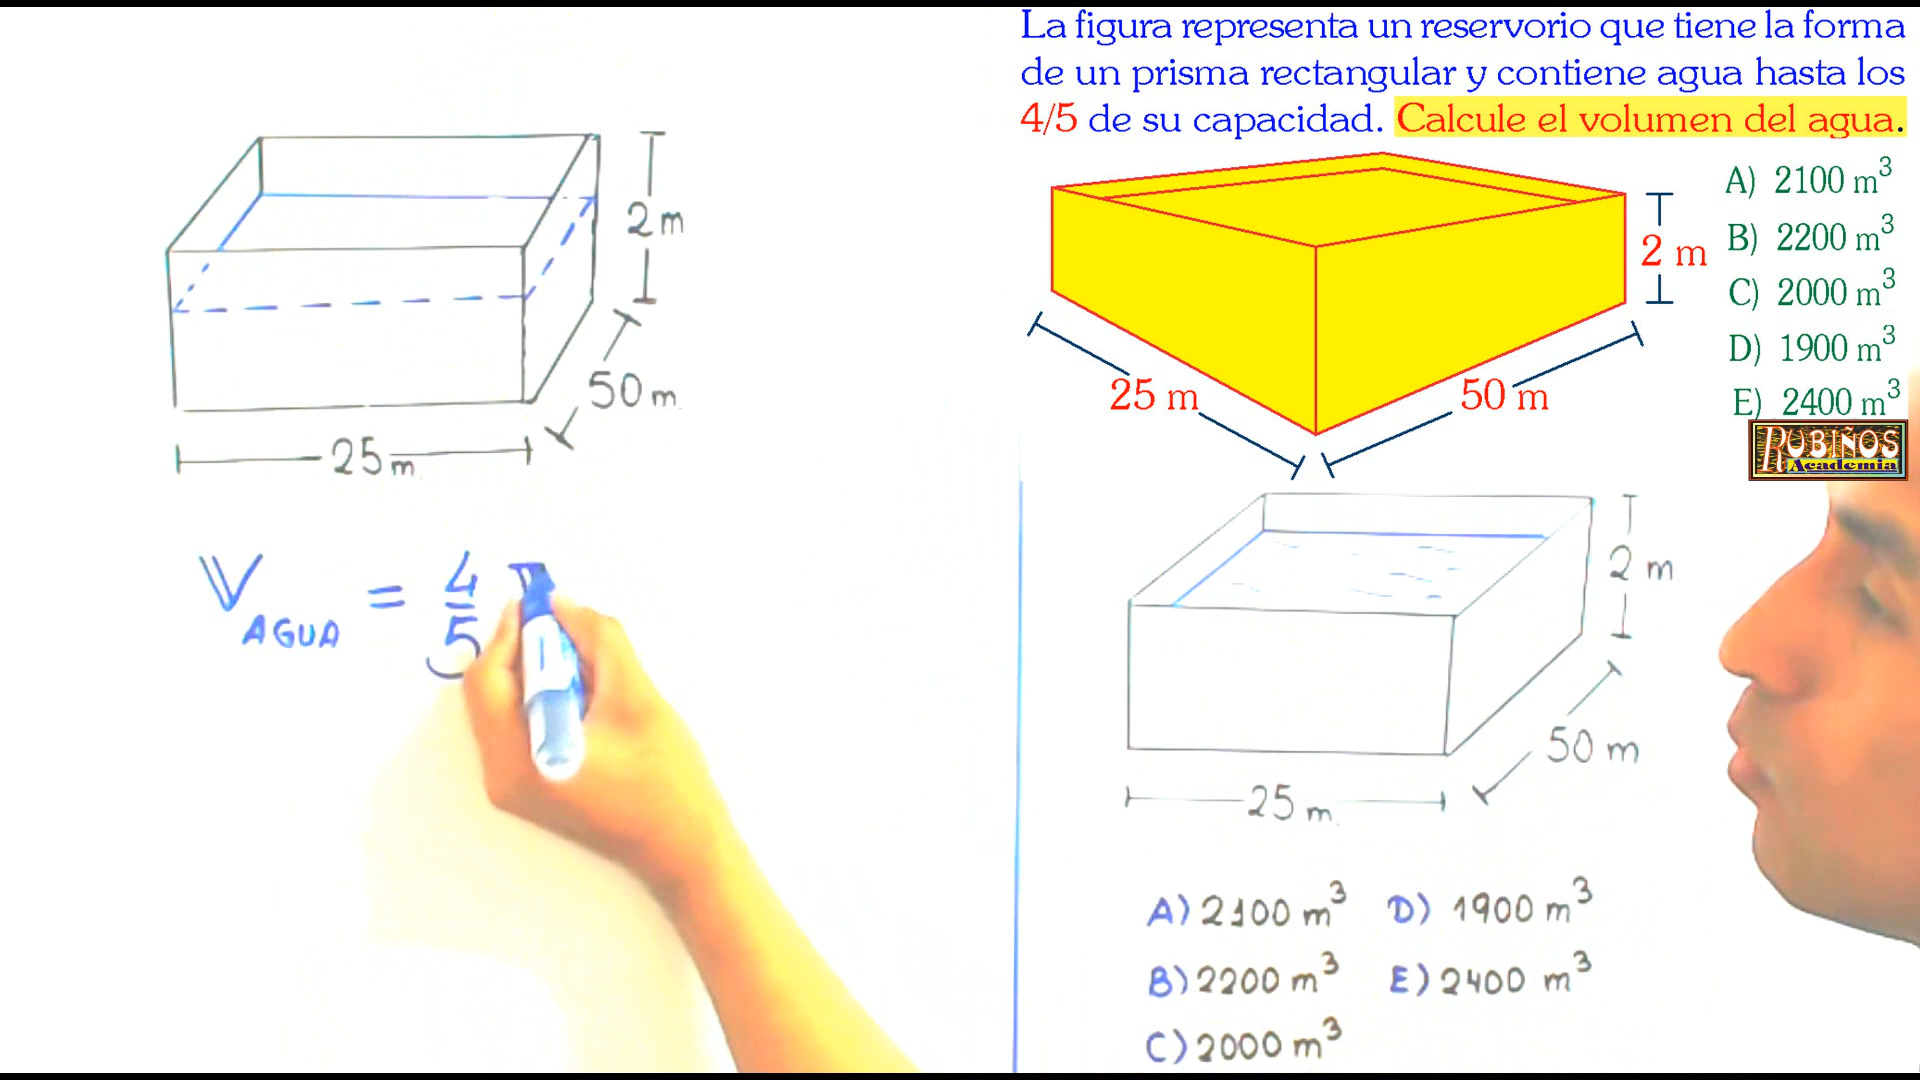 La figura representa un reservorio que tiene la forma
de un prisma rectangular y contiene agua hasta los
4/5 de su capacidad. Calcule el volumen del agua.
A) 2100 m³
B) 2200 m³
C) 2000 m³
D) 1900 m³
E) 2400 m³
2 m
25 m
50 m
RUBIÑOS
Academia
2 m
50 m.
25 m.
V AGUA = 4/5
2 m
50 m
25 m.
A) 2100 m³ D) 1900 m³
B) 2200 m³ E) 2400 m³
C) 2000 m³